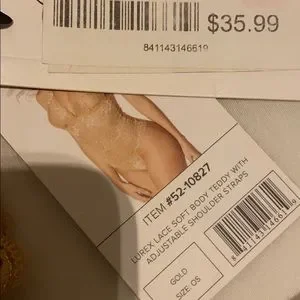 $35.99
841143146619
ITEM #52-10827
LUREX LACE SOFT BODY TEDDY WITH
ADJUSTABLE SHOULDER STRAPS
GOLD
SIZE: OS